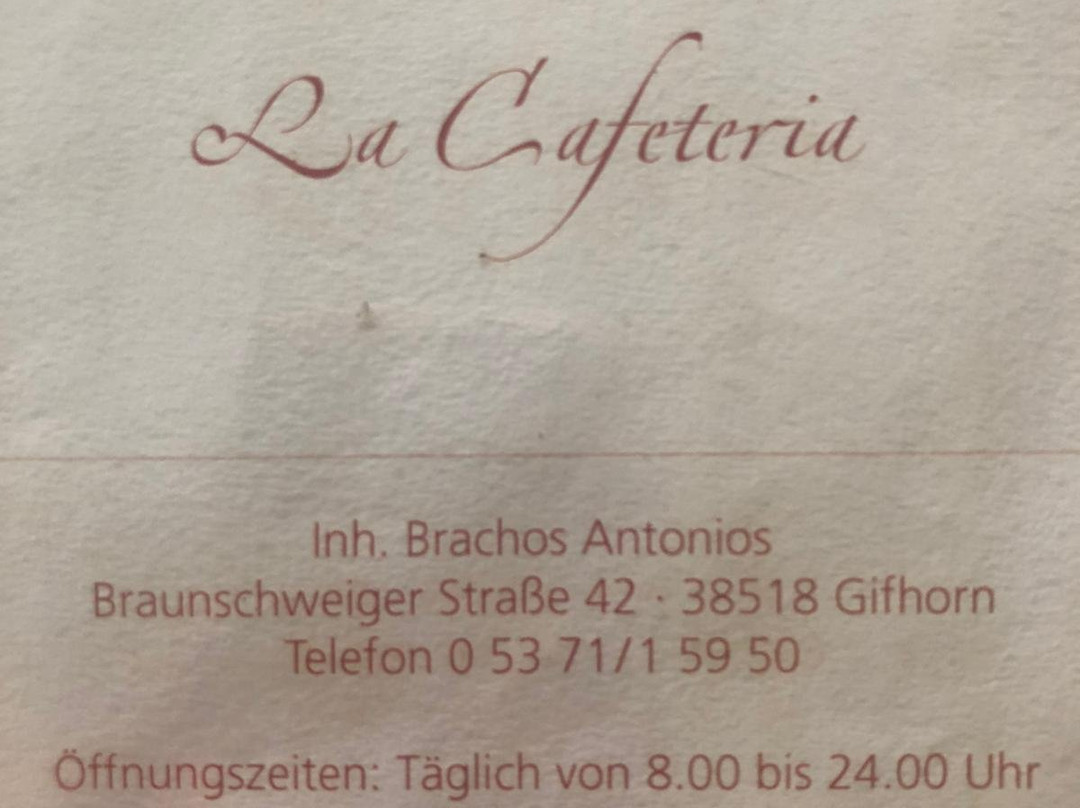 La Cafeteria
Inh. Brachos Antonios
Braunschweiger Straße 42 · 38518 Gifhorn
Telefon 0 53 71/1 59 50
Öffnungszeiten: Täglich von 8.00 bis 24.00 Uhr